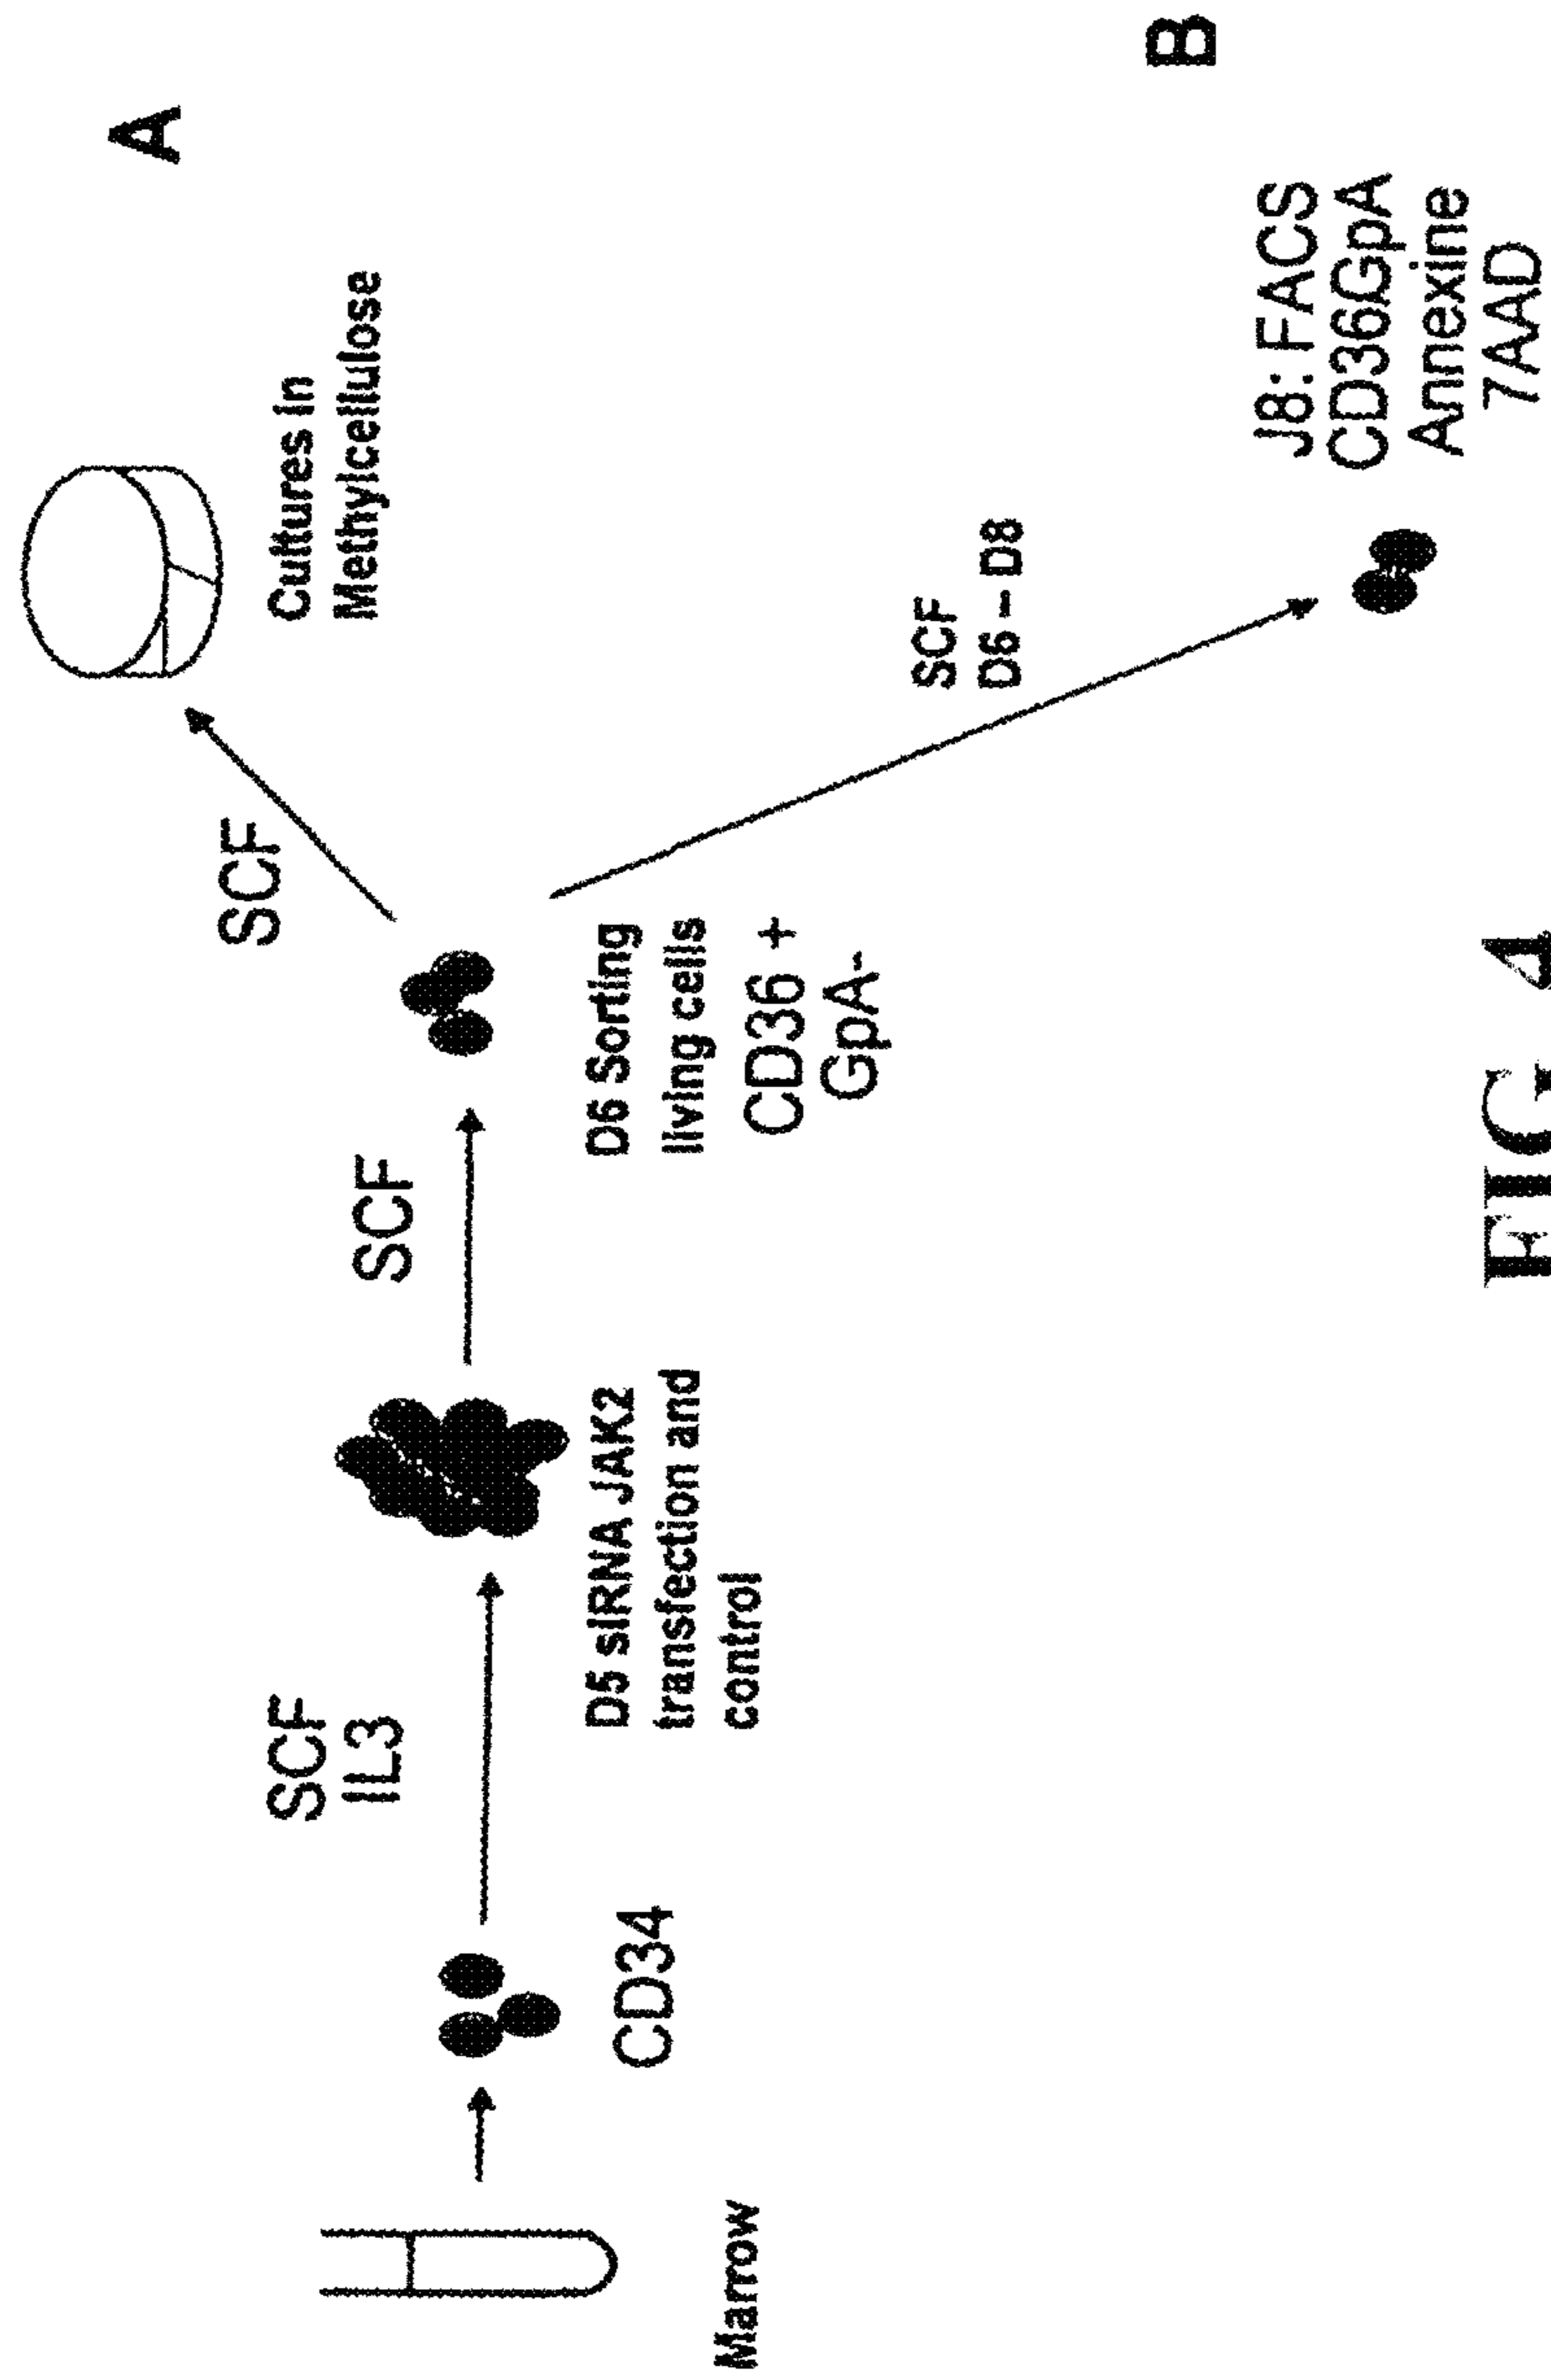 A
Cultures in
Methylcellulose
SCF
SCF
SCF
IL3
Marrow
CD34
D5 siRNA JAK2
transfection and
control
D6 Sorting
living cells
CD36 +
GpA-
SCF
D6 – D8
J8: FACS
CD36GpA
Annexine
7AAD
B
FIG 4